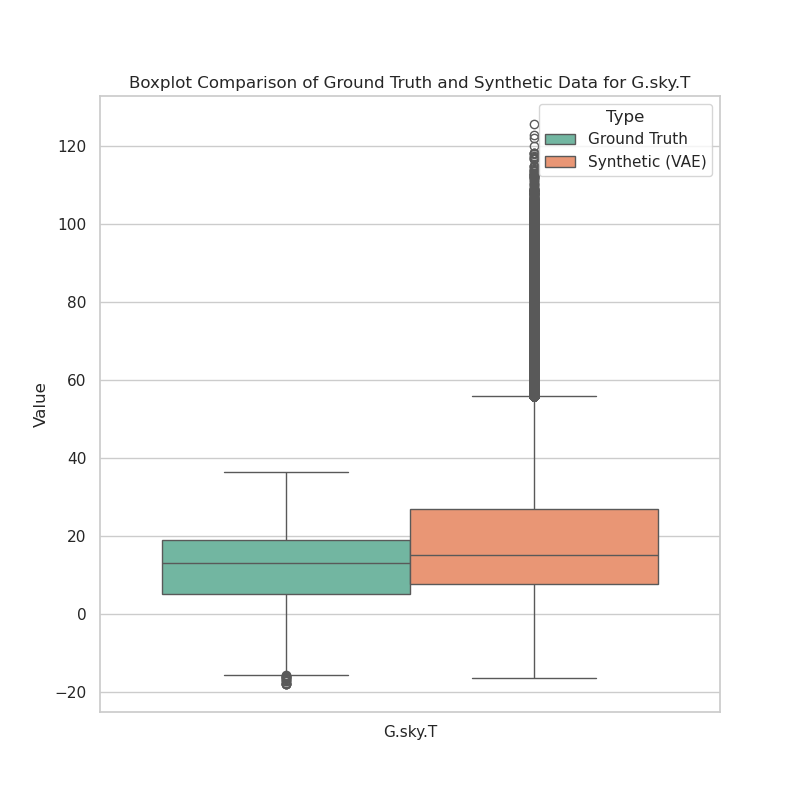 Boxplot Comparison of Ground Truth and Synthetic Data for G.sky.T
Type
Ground Truth
Synthetic (VAE)
120
100
80
60
40
20
0
−20
Value
G.sky.T